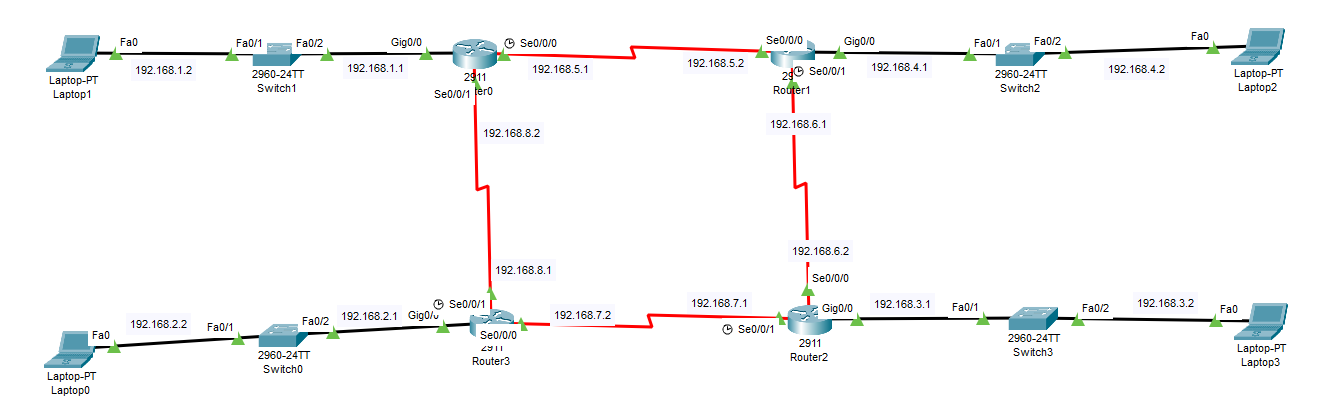 Fa0
Fa0/1
Fa0/2
Gig0/0
Se0/0/0
Se0/0/0
Gig0/0
Fa0/1
Fa0/2
Fa0
192.168.1.2
192.168.1.1
192.168.5.1
192.168.5.2
Se0/0/1
192.168.4.1
192.168.4.2
Laptop-PT
Laptop1
2960-24TT
Switch1
2911
Se0/0/1
Router1
2960-24TT
Switch2
Laptop-PT
Laptop2
192.168.8.2
192.168.6.1
192.168.8.1
192.168.6.2
Se0/0/1
Se0/0/0
Fa0
192.168.2.2
Fa0/1
Fa0/2
192.168.2.1
Gig0/0
192.168.7.2
192.168.7.1
Gig0/0
192.168.3.1
Fa0/1
Fa0/2
192.168.3.2
Fa0
Se0/0/0
Se0/0/1
2960-24TT
Switch0
2911
Router3
2911
Router2
2960-24TT
Switch3
Laptop-PT
Laptop3
Laptop-PT
Laptop0